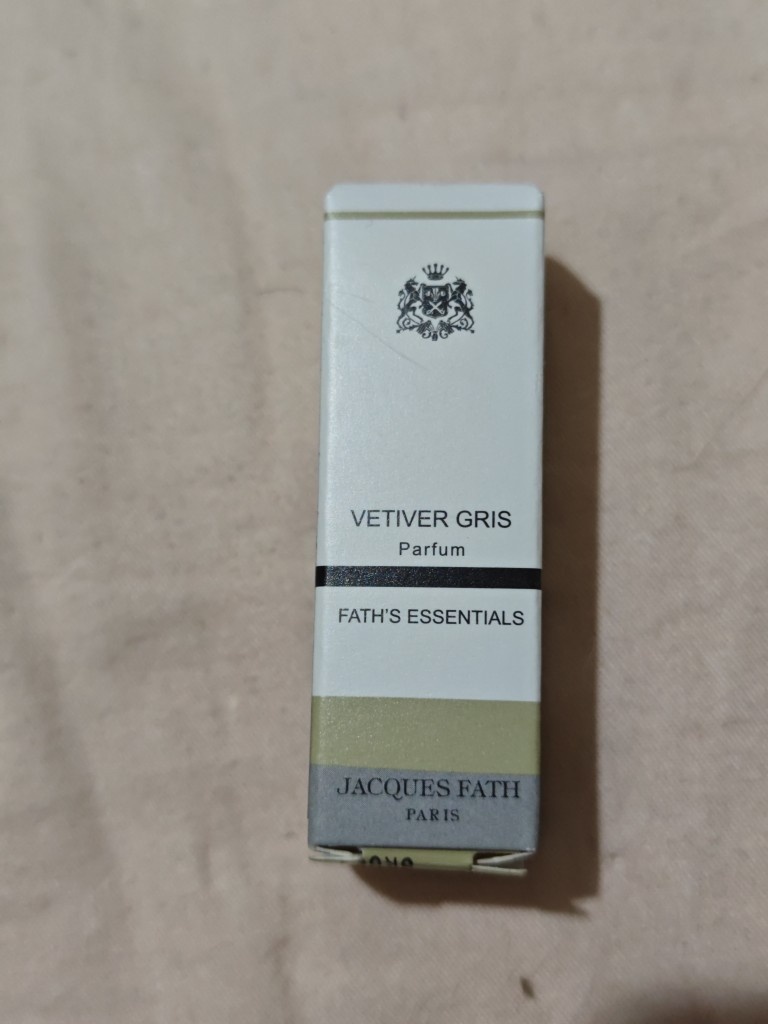 VETIVER GRIS
Parfum
FATH'S ESSENTIALS
JACQUES FATH
PARIS